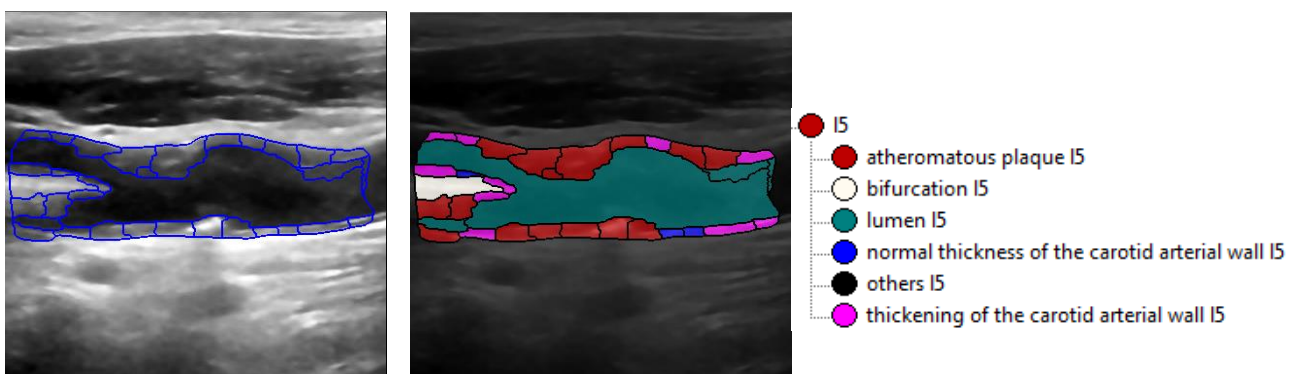 I5
atheromatous plaque I5
bifurcation I5
lumen I5
normal thickness of the carotid arterial wall I5
others I5
thickening of the carotid arterial wall I5